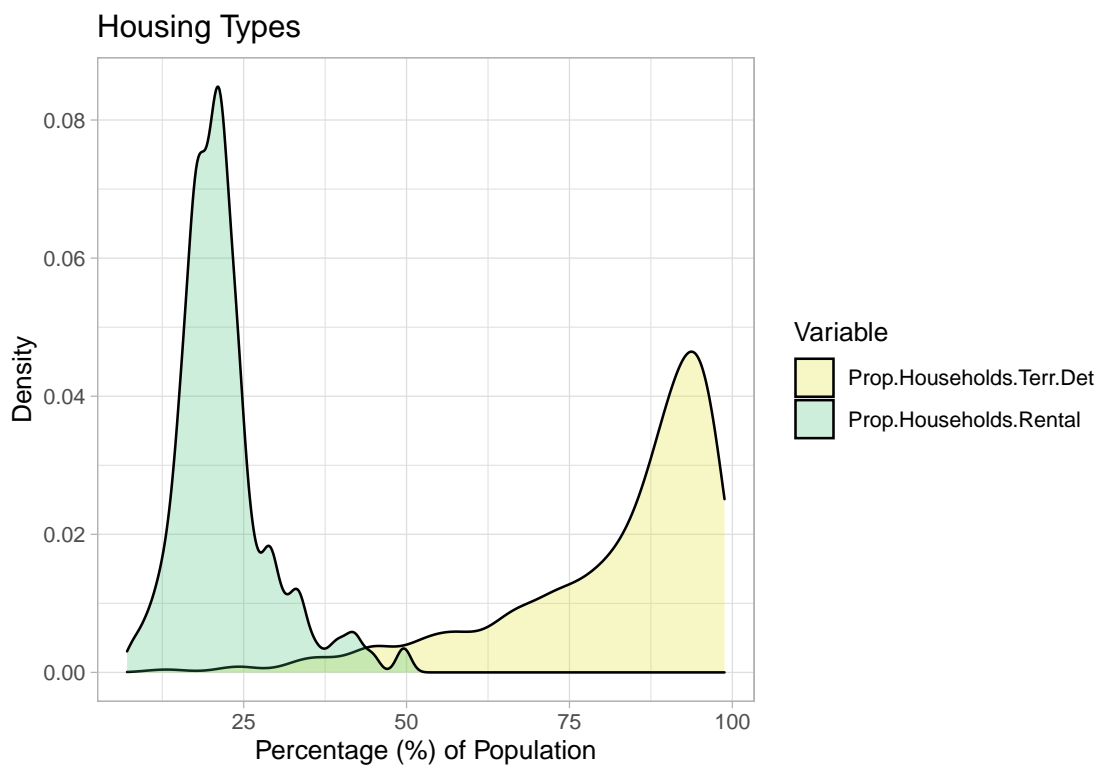 Housing Types
0.08
0.06
0.04
0.02
0.00
Density
25 50 75 100
Percentage (%) of Population
Variable
Prop.Households.Terr.Det
Prop.Households.Rental